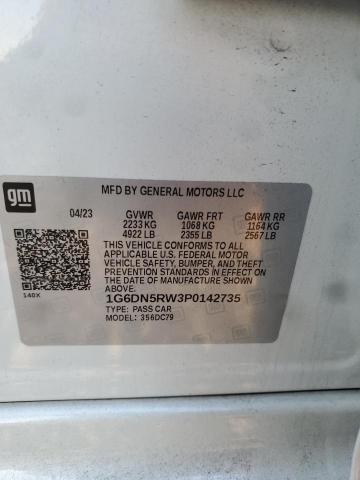 gm
MFD BY GENERAL MOTORS LLC
04/23 GVWR GAWR FRT GAWR RR
2233 KG 1068 KG 1164 KG
4922 LB 2355 LB 2567 LB
THIS VEHICLE CONFORMS TO ALL
APPLICABLE U.S. FEDERAL MOTOR
VEHICLE SAFETY, BUMPER, AND THEFT
PREVENTION STANDARDS IN EFFECT ON
THE DATE OF MANUFACTURE SHOWN ABOVE.
140X
1G6DN5RW3P0142735
TYPE: PASS CAR
MODEL: 356DC79